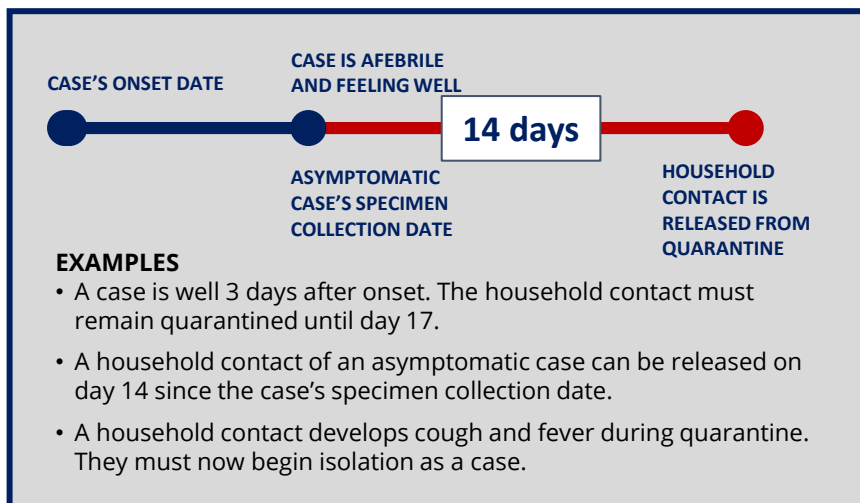 CASE'S ONSET DATE
CASE IS AFEBRILE
AND FEELING WELL
14 days
ASYMPTOMATIC
CASE'S SPECIMEN
COLLECTION DATE
HOUSEHOLD
CONTACT IS
RELEASED FROM
QUARANTINE
EXAMPLES
• A case is well 3 days after onset. The household contact must
remain quarantined until day 17.
• A household contact of an asymptomatic case can be released on
day 14 since the case's specimen collection date.
• A household contact develops cough and fever during quarantine.
They must now begin isolation as a case.